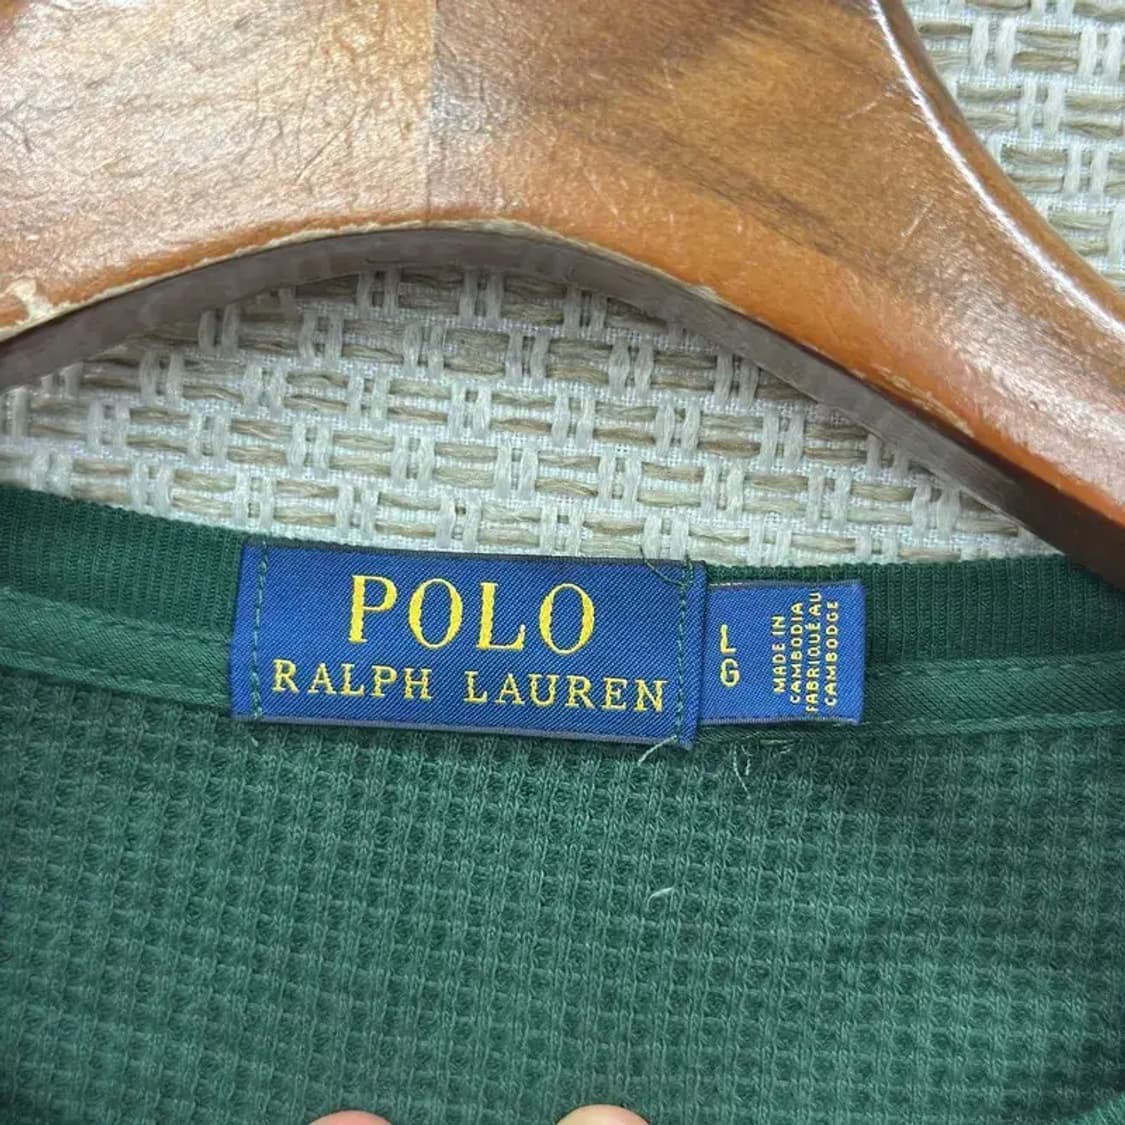 POLO
RALPH LAUREN
L
G
MADE IN
CAMBODIA
FABRIQUÉ AU
CAMBODGE